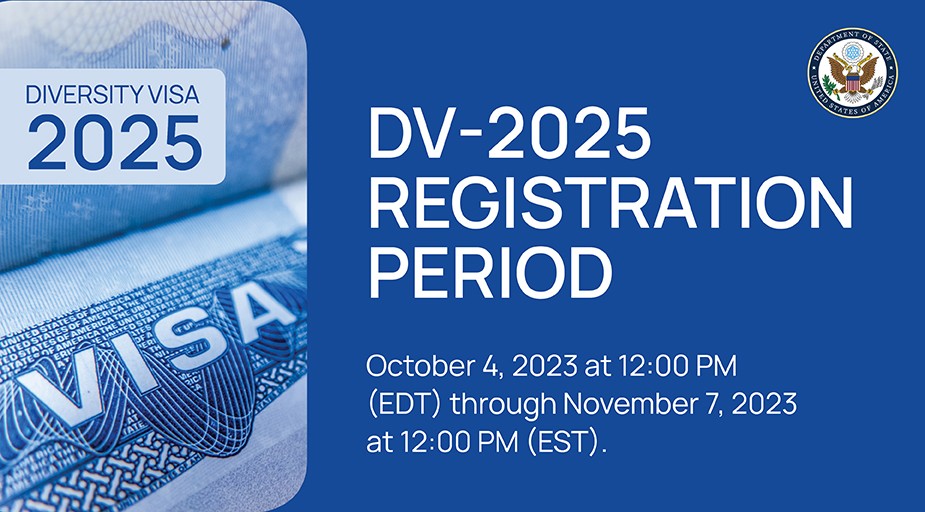 DIVERSITY VISA
2025
DEPARTMENT OF STATE
UNITED STATES OF AMERICA
DV-2025
REGISTRATION
PERIOD
October 4, 2023 at 12:00 PM
(EDT) through November 7, 2023
at 12:00 PM (EST).
VISA